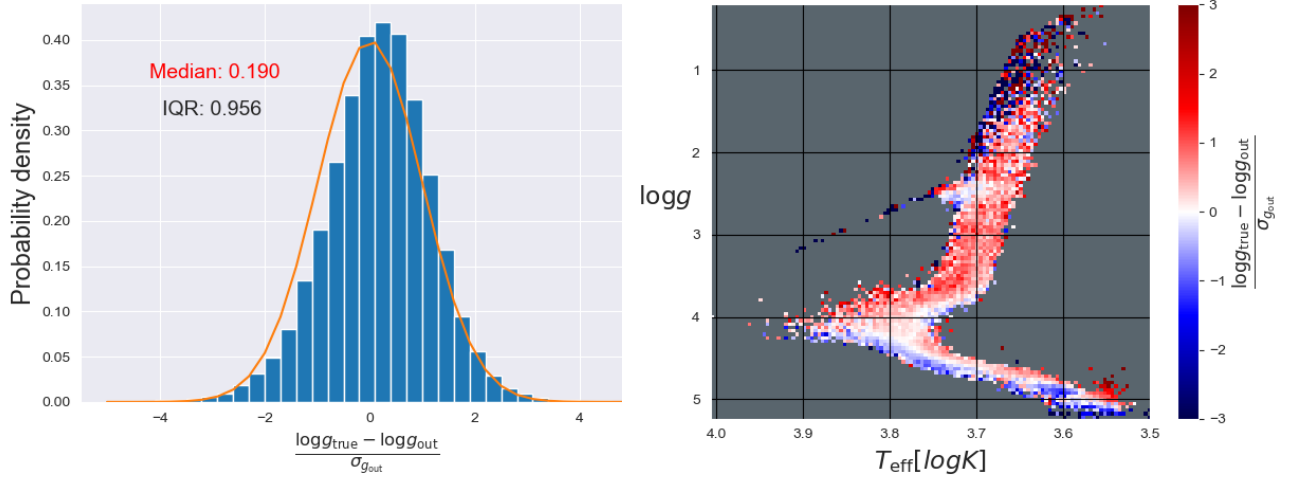 0.40
0.35
0.30
0.25
0.20
0.15
0.10
0.05
0.00
Probability density
Median: 0.190
IQR: 0.956
−4 −2 0 2 4
log g_true − log g_out
σ_g_out
logg
1
2
3
4
5
4.0 3.9 3.8 3.7 3.6 3.5
T_eff[logK]
3
2
1
0
−1
−2
−3
log g_true − log g_out
σ_g_out